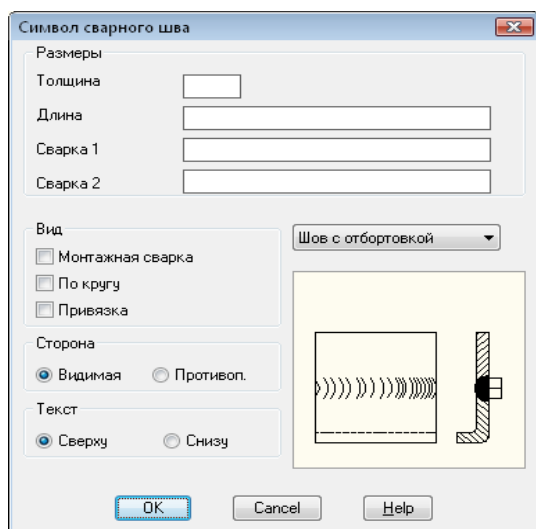 Символ сварного шва
Размеры
Толщина
Длина
Сварка 1
Сварка 2
Вид
Монтажная сварка
По кругу
Привязка
Шов с отбортовкой
Сторона
Видимая Противоп.
Текст
Сверху Снизу
OK Cancel Help